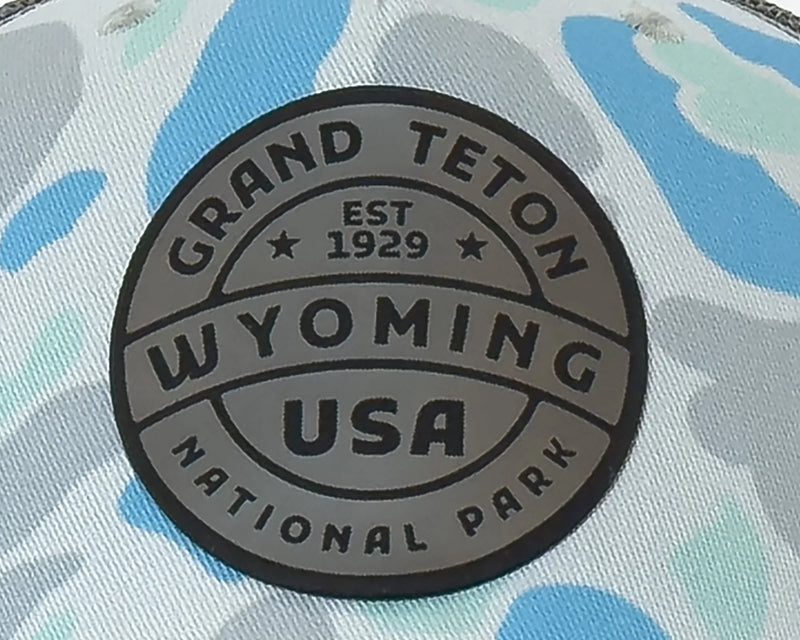 GRAND TETON
EST
1929
WYOMING
USA
NATIONAL PARK